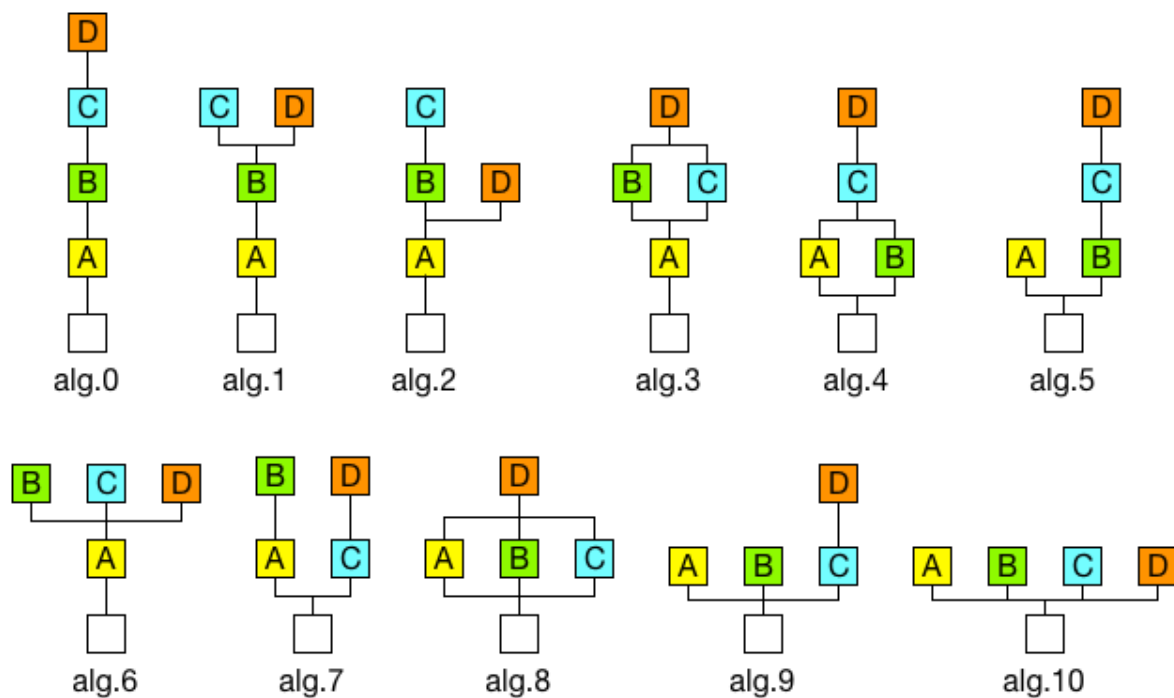 D
C
C D
C
D
D
D
B
B
B D
B C
C
C
A
A
A
A
A B
A B
alg.0 alg.1 alg.2 alg.3 alg.4 alg.5
B C D
B D
D
D
A
A C
A B C
A B C
A B C D
alg.6 alg.7 alg.8 alg.9 alg.10